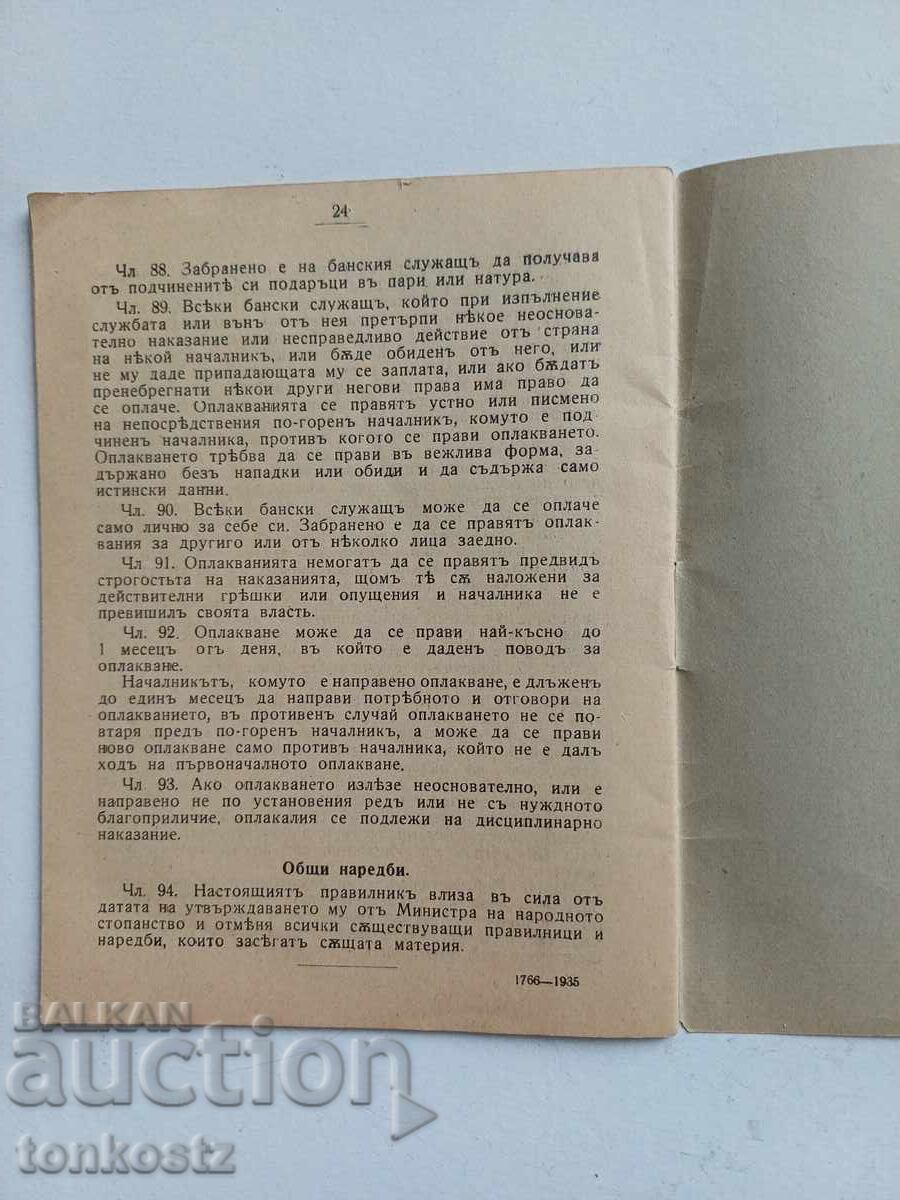 24
Чл 88. Забранено е на банския служащъ да получава
отъ подчиненитѣ си подаръци въ пари или натура.
Чл. 89. Всѣки бански служащъ, който при изпълнение
службата или вънъ отъ нея претърпи нѣкое неоснова-
телно наказание или несправедливо действие отъ страна
на нѣкой началникъ, или бѫде обиденъ отъ него, или
не му даде припадающата му се заплата, или ако бѫдатъ
пренебрегнати нѣкои други негови права има право да
се оплаче. Оплакванията се правятъ устно или писмено
на непосрѣдствения по-горенъ началникъ, комуто е под-
чиненъ началника, противъ когото се прави оплакването.
Оплакването трѣбва да се прави въ вежлива форма, за-
държано безъ нападки или обиди и да съдържа само
истински данни.
Чл. 90. Всѣки бански служащъ може да се оплаче
само лично за себе си. Забранено е да се правятъ оплак-
вания за другиго или отъ нѣколко лица заедно.
Чл 91. Оплакванията немогатъ да се правятъ предвидъ
строгостьта на наказанията, щомъ тѣ сѫ наложени за
действителни грѣшки или опущения и началника не е
превишилъ своята власть.
Чл. 92. Оплакване може да се прави най-късно до
1 месецъ отъ деня, въ който е даденъ поводъ за
оплакване.
Началникътъ, комуто е направено оплакване, е длъженъ
до единъ месецъ да направи потрѣбното и отговори на
оплакванието, въ противенъ случай оплакването не се по-
втаря предъ по-горенъ началникъ, а може да се прави
ново оплакване само противъ началника, който не е далъ
ходъ на първоначалното оплакване.
Чл 93. Ако оплакването излѣзе неоснователно, или е
направено не по установения редъ или не съ нуждното
благоприличие, оплакалия се подлежи на дисциплинарно
наказание.
Общи наредби.
Чл. 94. Настоящиятъ правилникъ влиза въ сила отъ
датата на утвърждаването му отъ Министра на народното
стопанство и отмѣня всички сѫществуващи правилници и
наредби, които засѣгатъ сѫщата материя.
1766—1935
BALKAN
auction
tonkostz